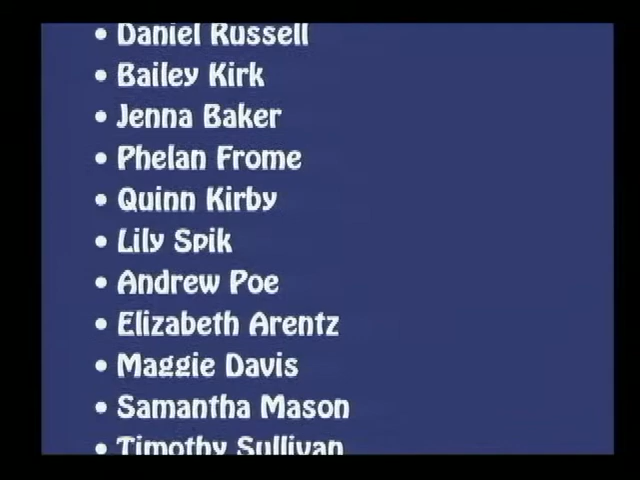 • Daniel Russell
• Bailey Kirk
• Jenna Baker
• Phelan Frome
• Quinn Kirby
• Lily Spik
• Andrew Poe
• Elizabeth Arentz
• Maggie Davis
• Samantha Mason
• Timothy Sullivan